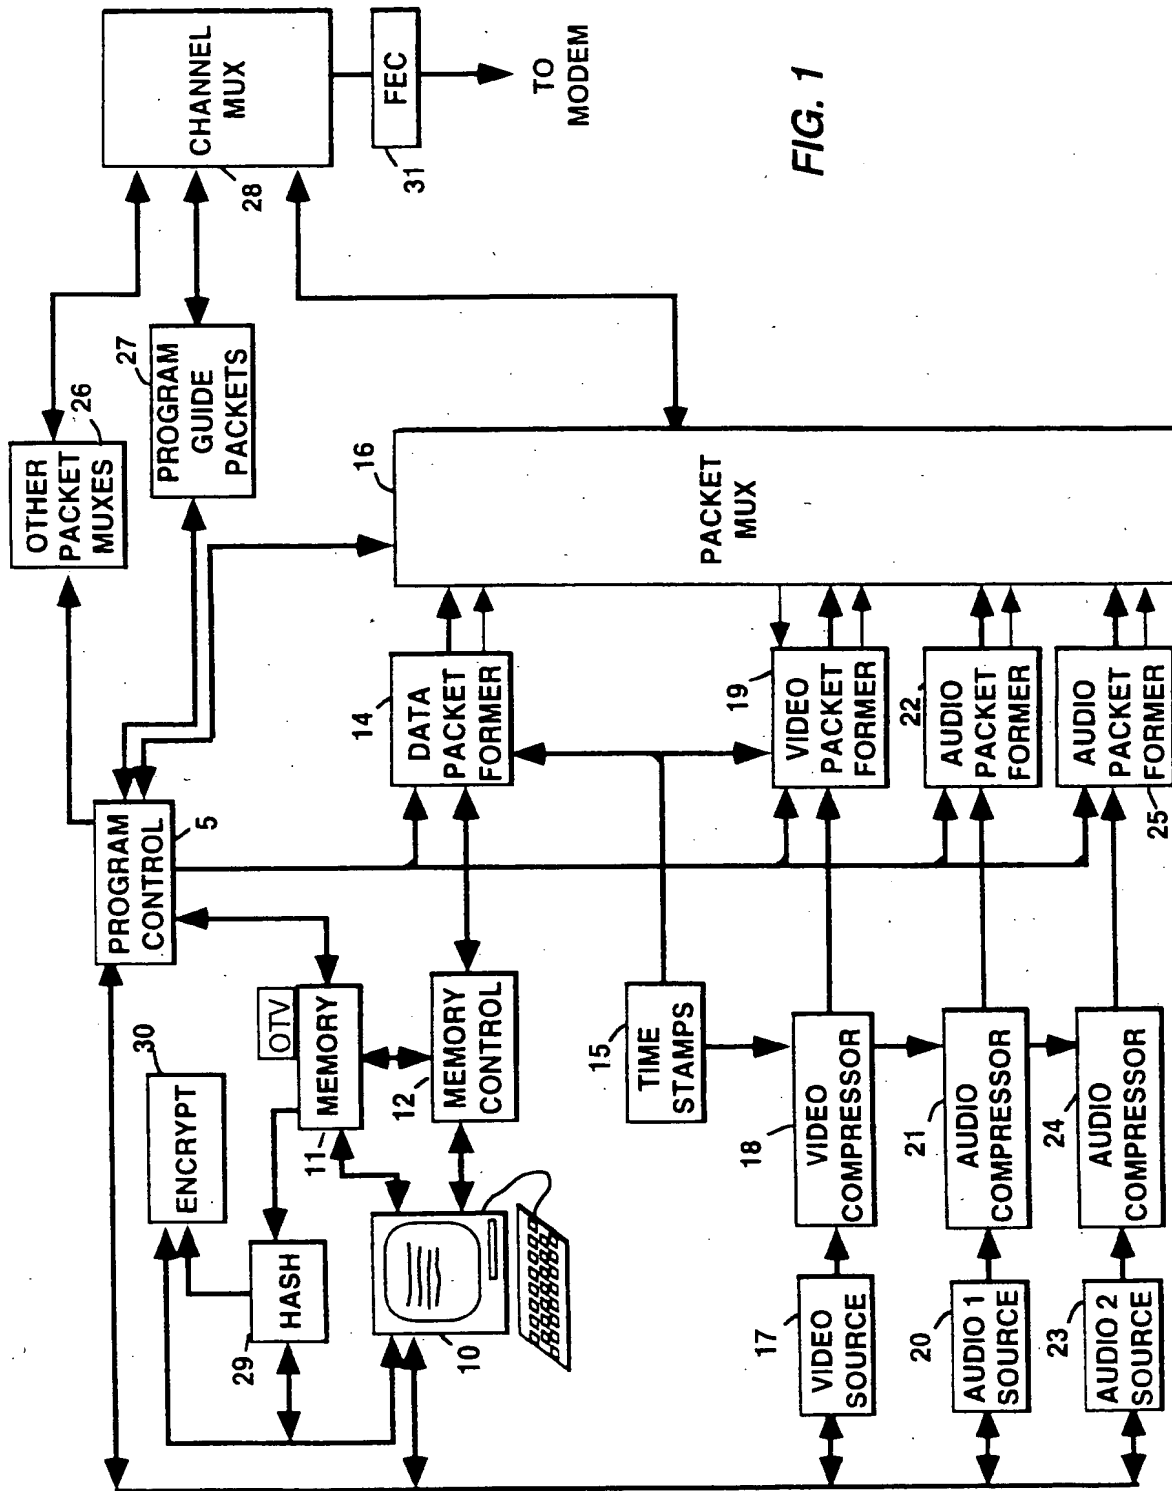 CHANNEL
MUX
28
FEC
31
TO
MODEM
FIG. 1
OTHER
PACKET
MUXES
26
PROGRAM
GUIDE
PACKETS
27
PACKET
MUX
16
PROGRAM
CONTROL
5
DATA
PACKET
FORMER
14
VIDEO
PACKET
FORMER
19
AUDIO
PACKET
FORMER
22
AUDIO
PACKET
FORMER
25
ENCRYPT
30
OTV
MEMORY
11
MEMORY
CONTROL
12
TIME
STAMPS
15
HASH
29
10
VIDEO
COMPRESSOR
18
AUDIO
COMPRESSOR
21
AUDIO
COMPRESSOR
24
VIDEO
SOURCE
17
AUDIO 1
SOURCE
20
AUDIO 2
SOURCE
23